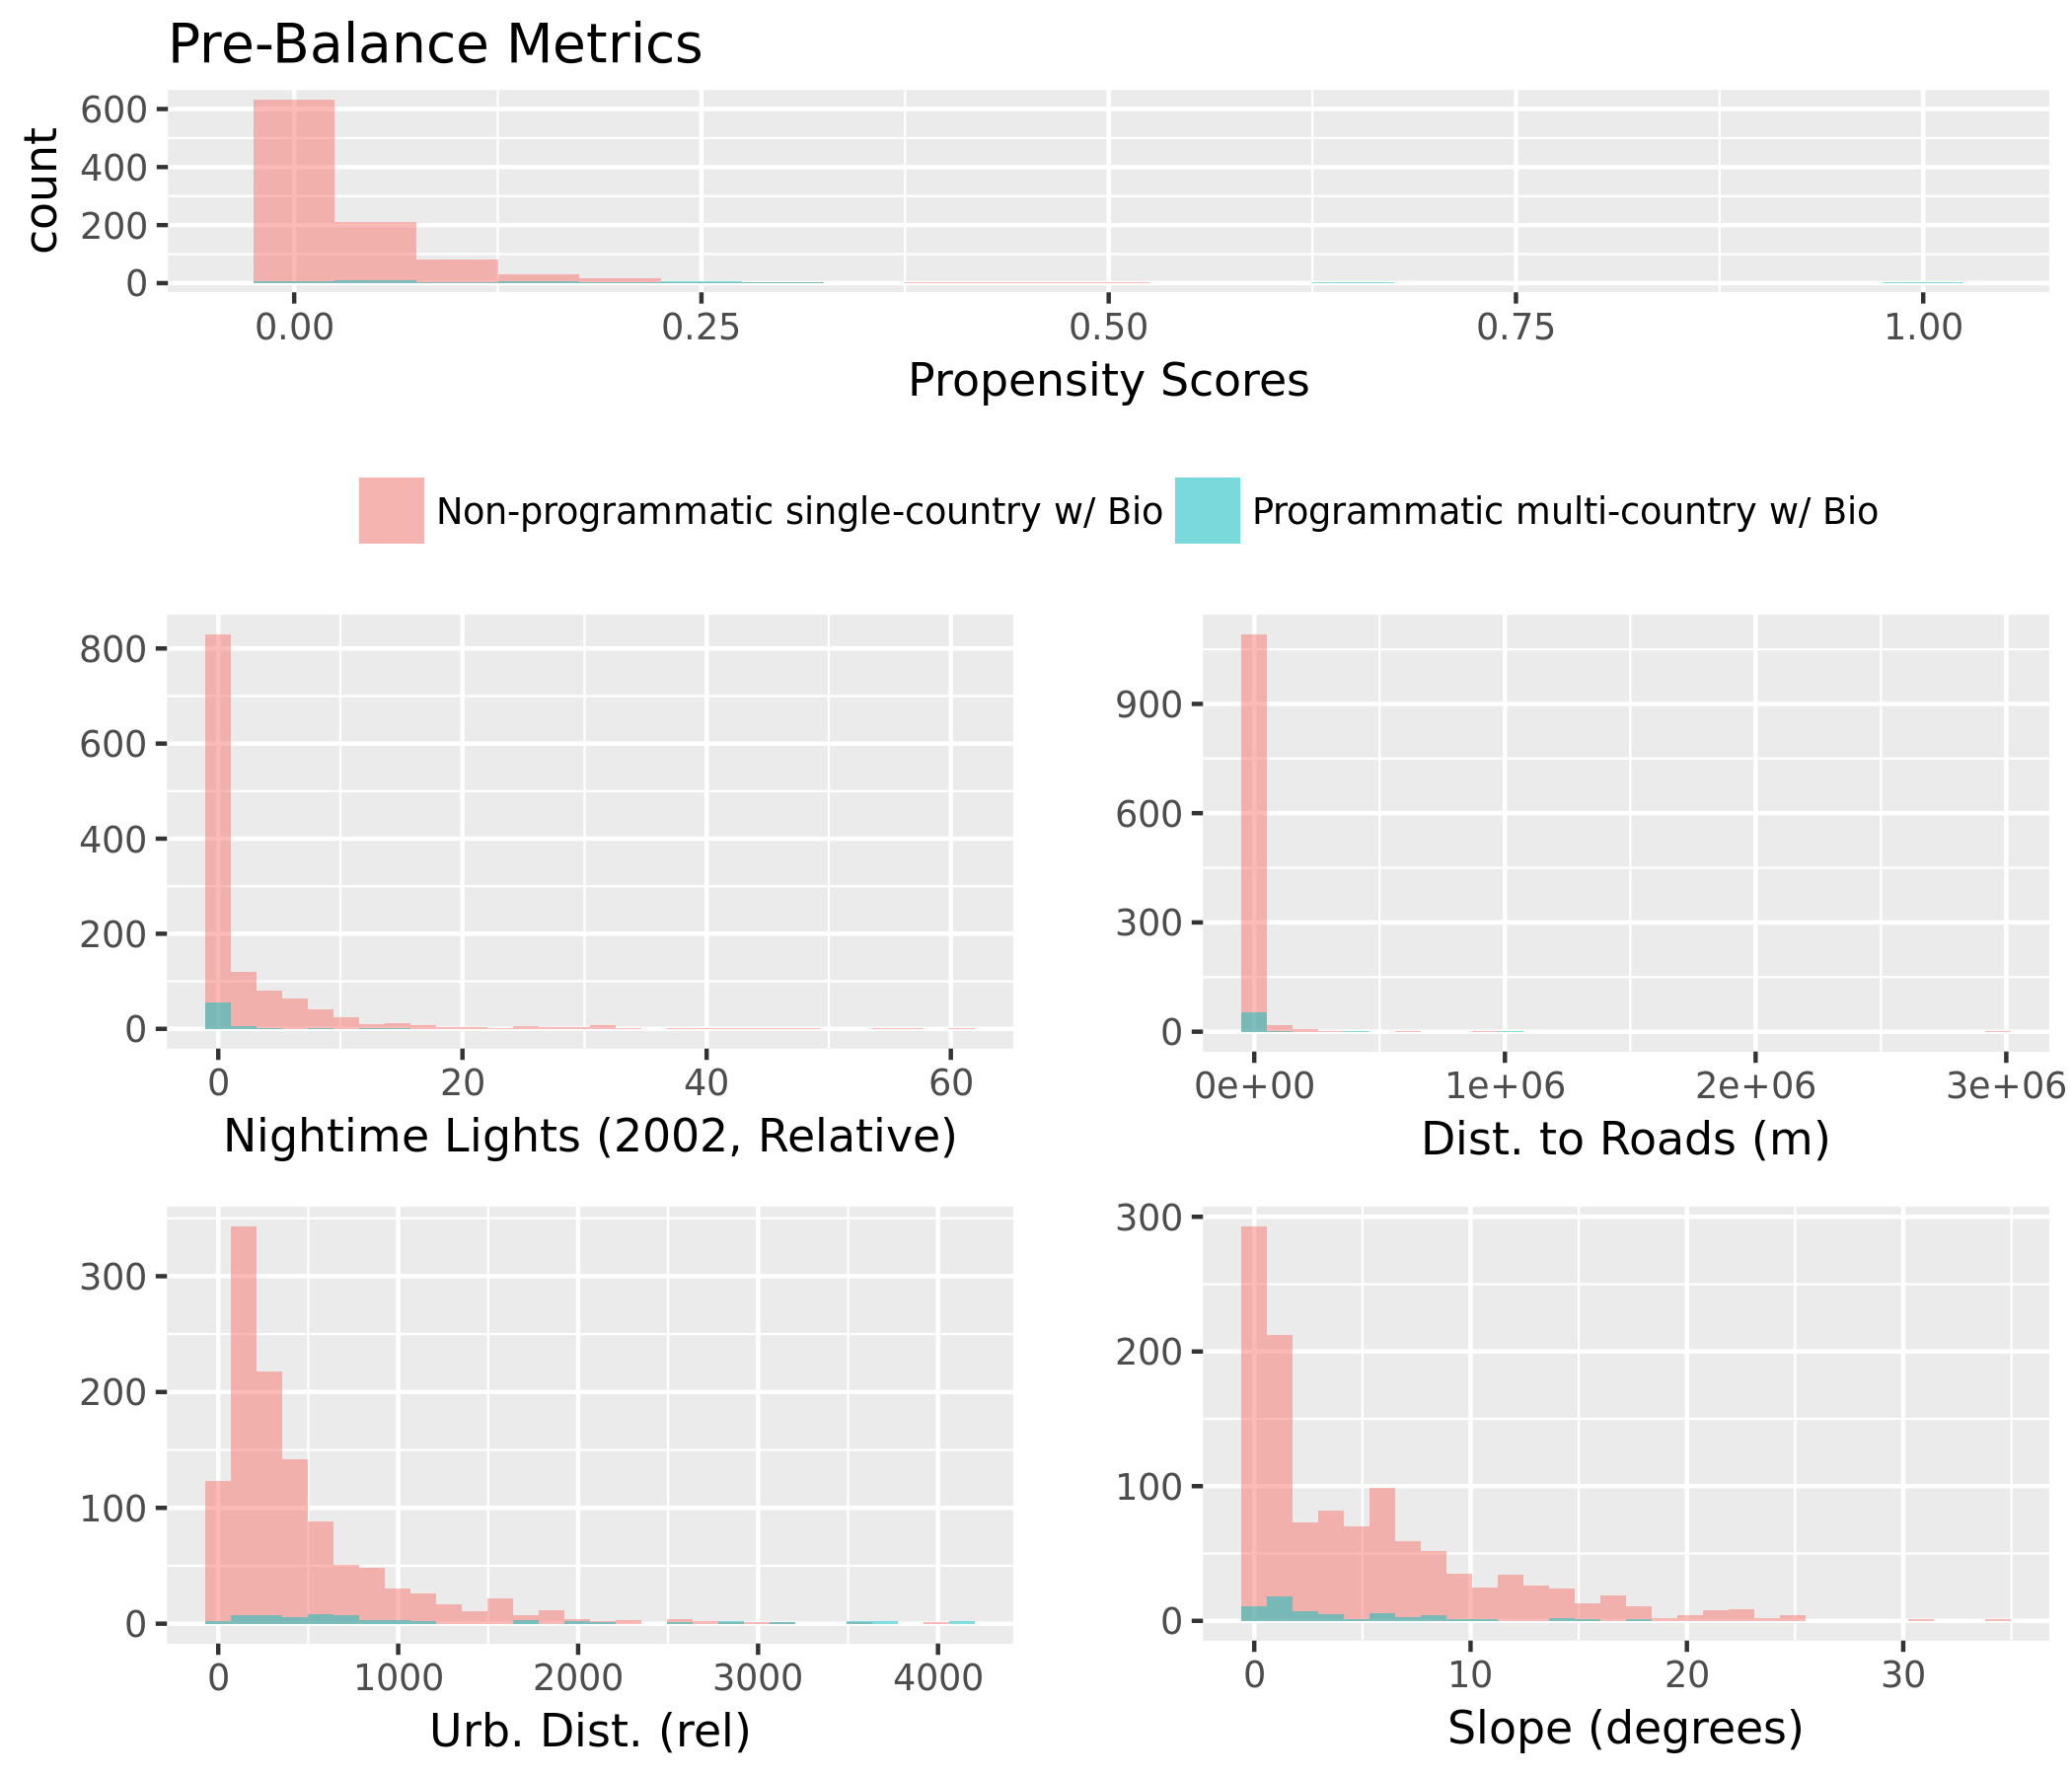 Pre-Balance Metrics
600
400
200
0
count
0.00 0.25 0.50 0.75 1.00
Propensity Scores
Non-programmatic single-country w/ Bio Programmatic multi-country w/ Bio
800
600
400
200
0
0 20 40 60
Nightime Lights (2002, Relative)
900
600
300
0
0e+00 1e+06 2e+06 3e+06
Dist. to Roads (m)
300
200
100
0
0 1000 2000 3000 4000
Urb. Dist. (rel)
300
200
100
0
0 10 20 30
Slope (degrees)